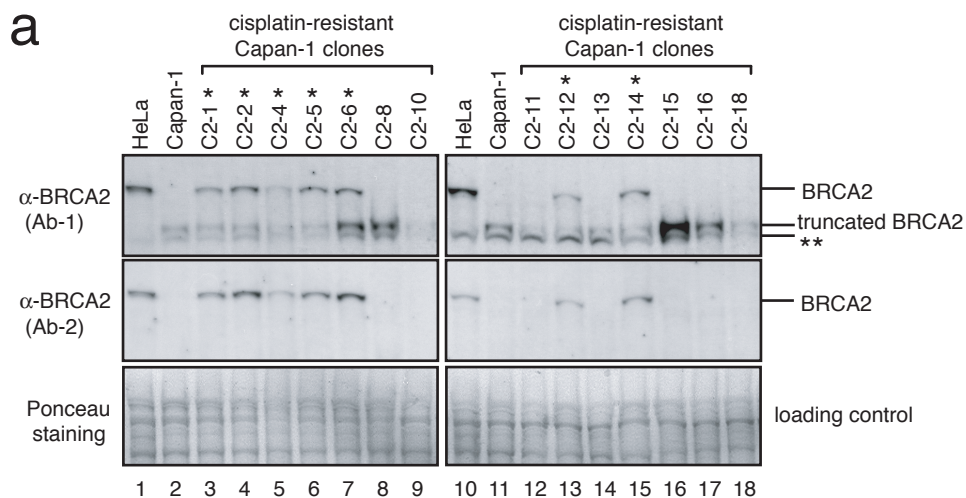 a
cisplatin-resistant
Capan-1 clones
cisplatin-resistant
Capan-1 clones
HeLa
Capan-1
C2-1 *
C2-2 *
C2-4 *
C2-5 *
C2-6 *
C2-8
C2-10
HeLa
Capan-1
C2-11
C2-12 *
C2-13
C2-14 *
C2-15
C2-16
C2-18
α-BRCA2
(Ab-1)
BRCA2
truncated BRCA2
**
α-BRCA2
(Ab-2)
BRCA2
Ponceau
staining
loading control
1 2 3 4 5 6 7 8 9 10 11 12 13 14 15 16 17 18